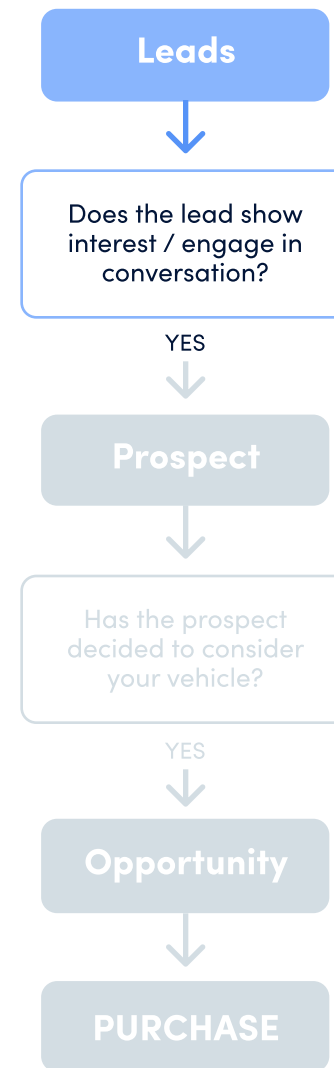 Leads
Does the lead show
interest / engage in
conversation?
YES
Prospect
Has the prospect
decided to consider
your vehicle?
YES
Opportunity
PURCHASE